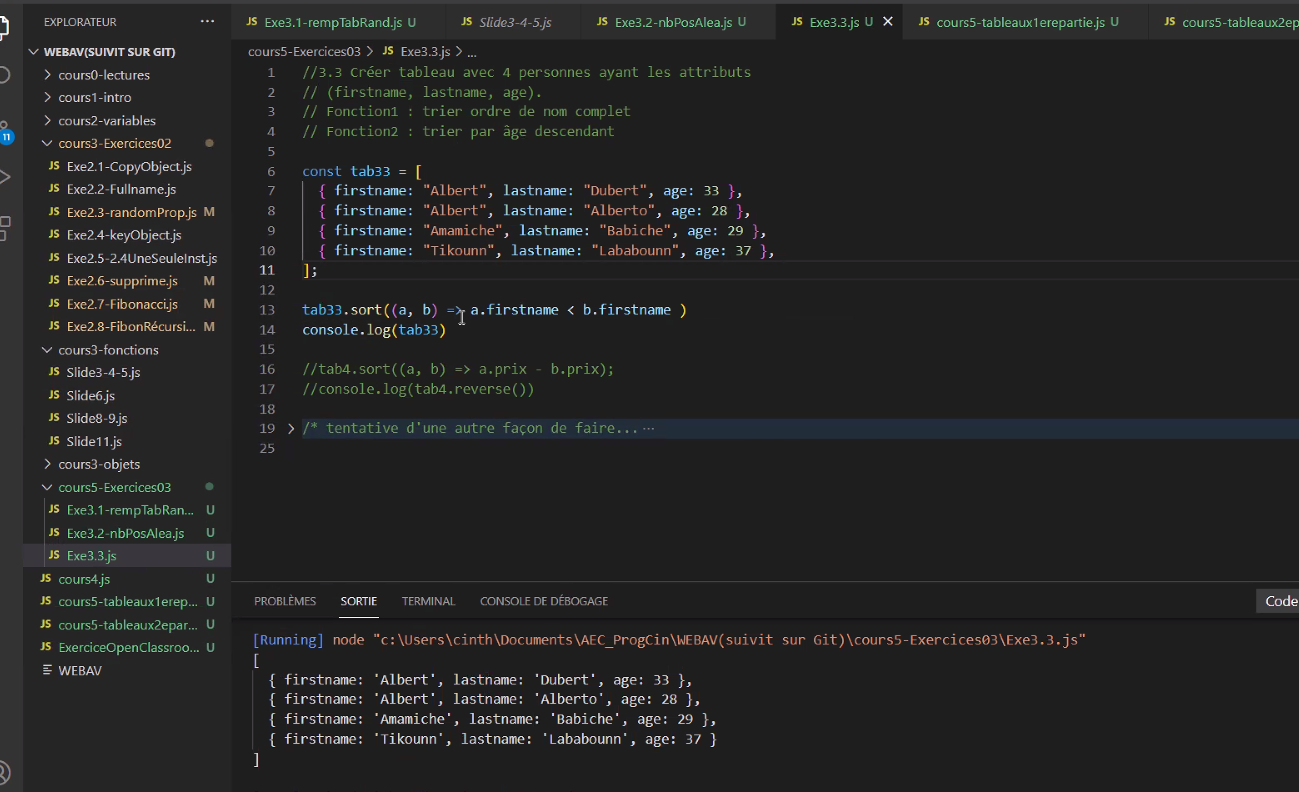 EXPLORATEUR ···
JS Exe3.1-rempTabRand.js U JS Slide3-4-5.js JS Exe3.2-nbPosAlea.js U JS Exe3.3.js U × JS cours5-tableaux1erepartie.js U JS cours5-tableaux2ep
WEBAV(SUIVIT SUR GIT)
cours0-lectures
cours1-intro
cours2-variables
cours3-Exercices02
JS Exe2.1-CopyObject.js
JS Exe2.2-Fullname.js
JS Exe2.3-randomProp.js M
JS Exe2.4-keyObject.js
JS Exe2.5-2.4UneSeuleInst.js
JS Exe2.6-supprime.js M
JS Exe2.7-Fibonacci.js M
JS Exe2.8-FibonRécursi... M
cours3-fonctions
JS Slide3-4-5.js
JS Slide6.js
JS Slide8-9.js
JS Slide11.js
cours3-objets
cours5-Exercices03
JS Exe3.1-rempTabRan... U
JS Exe3.2-nbPosAlea.js U
JS Exe3.3.js U
JS cours4.js U
JS cours5-tableaux1erep... U
JS cours5-tableaux2epar... U
JS ExerciceOpenClassroo... U
WEBAV
11
cours5-Exercices03 > JS Exe3.3.js > ...
1 //3.3 Créer tableau avec 4 personnes ayant les attributs
2 // (firstname, lastname, age).
3 // Fonction1 : trier ordre de nom complet
4 // Fonction2 : trier par âge descendant
5
6 const tab33 = [
7 { firstname: "Albert", lastname: "Dubert", age: 33 },
8 { firstname: "Albert", lastname: "Alberto", age: 28 },
9 { firstname: "Amamiche", lastname: "Babiche", age: 29 },
10 { firstname: "Tikounn", lastname: "Lababounn", age: 37 },
11 ];
12
13 tab33.sort((a, b) => a.firstname < b.firstname )
14 console.log(tab33)
15
16 //tab4.sort((a, b) => a.prix - b.prix);
17 //console.log(tab4.reverse())
18
19 > /* tentative d'une autre façon de faire... ···
25
PROBLÈMES SORTIE TERMINAL CONSOLE DE DÉBOGAGE Code
[Running] node "c:\Users\cinth\Documents\AEC_ProgCin\WEBAV(suivit sur Git)\cours5-Exercices03\Exe3.3.js"
[
{ firstname: 'Albert', lastname: 'Dubert', age: 33 },
{ firstname: 'Albert', lastname: 'Alberto', age: 28 },
{ firstname: 'Amamiche', lastname: 'Babiche', age: 29 },
{ firstname: 'Tikounn', lastname: 'Lababounn', age: 37 }
]